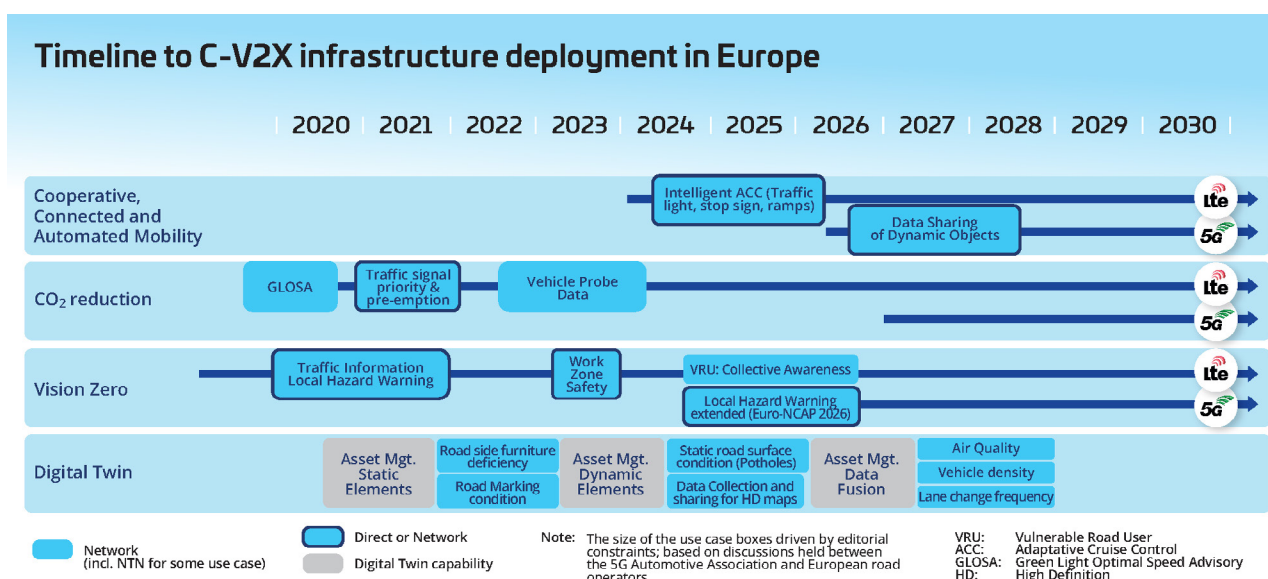 Timeline to C-V2X infrastructure deployment in Europe
2020 2021 2022 2023 2024 2025 2026 2027 2028 2029 2030
Cooperative,
Connected and
Automated Mobility
Intelligent ACC (Traffic
light, stop sign, ramps)
Lte
Data Sharing
of Dynamic Objects
5G
CO₂ reduction
GLOSA
Traffic signal
priority &
pre-emption
Vehicle Probe
Data
Lte
5G
Vision Zero
Traffic Information
Local Hazard Warning
Work
Zone
Safety
VRU: Collective Awareness
Lte
Local Hazard Warning
extended (Euro-NCAP 2026)
5G
Digital Twin
Asset Mgt.
Static
Elements
Road side furniture
deficiency
Road Marking
condition
Asset Mgt.
Dynamic
Elements
Static road surface
condition (Potholes)
Data Collection and
sharing for HD maps
Asset Mgt.
Data
Fusion
Air Quality
Vehicle density
Lane change frequency
Network
(incl. NTN for some use case)
Direct or Network
Digital Twin capability
Note: The size of the use case boxes driven by editorial
constraints; based on discussions held between
the 5G Automotive Association and European road
operators
VRU: Vulnerable Road User
ACC: Adaptative Cruise Control
GLOSA: Green Light Optimal Speed Advisory
HD: High Definition